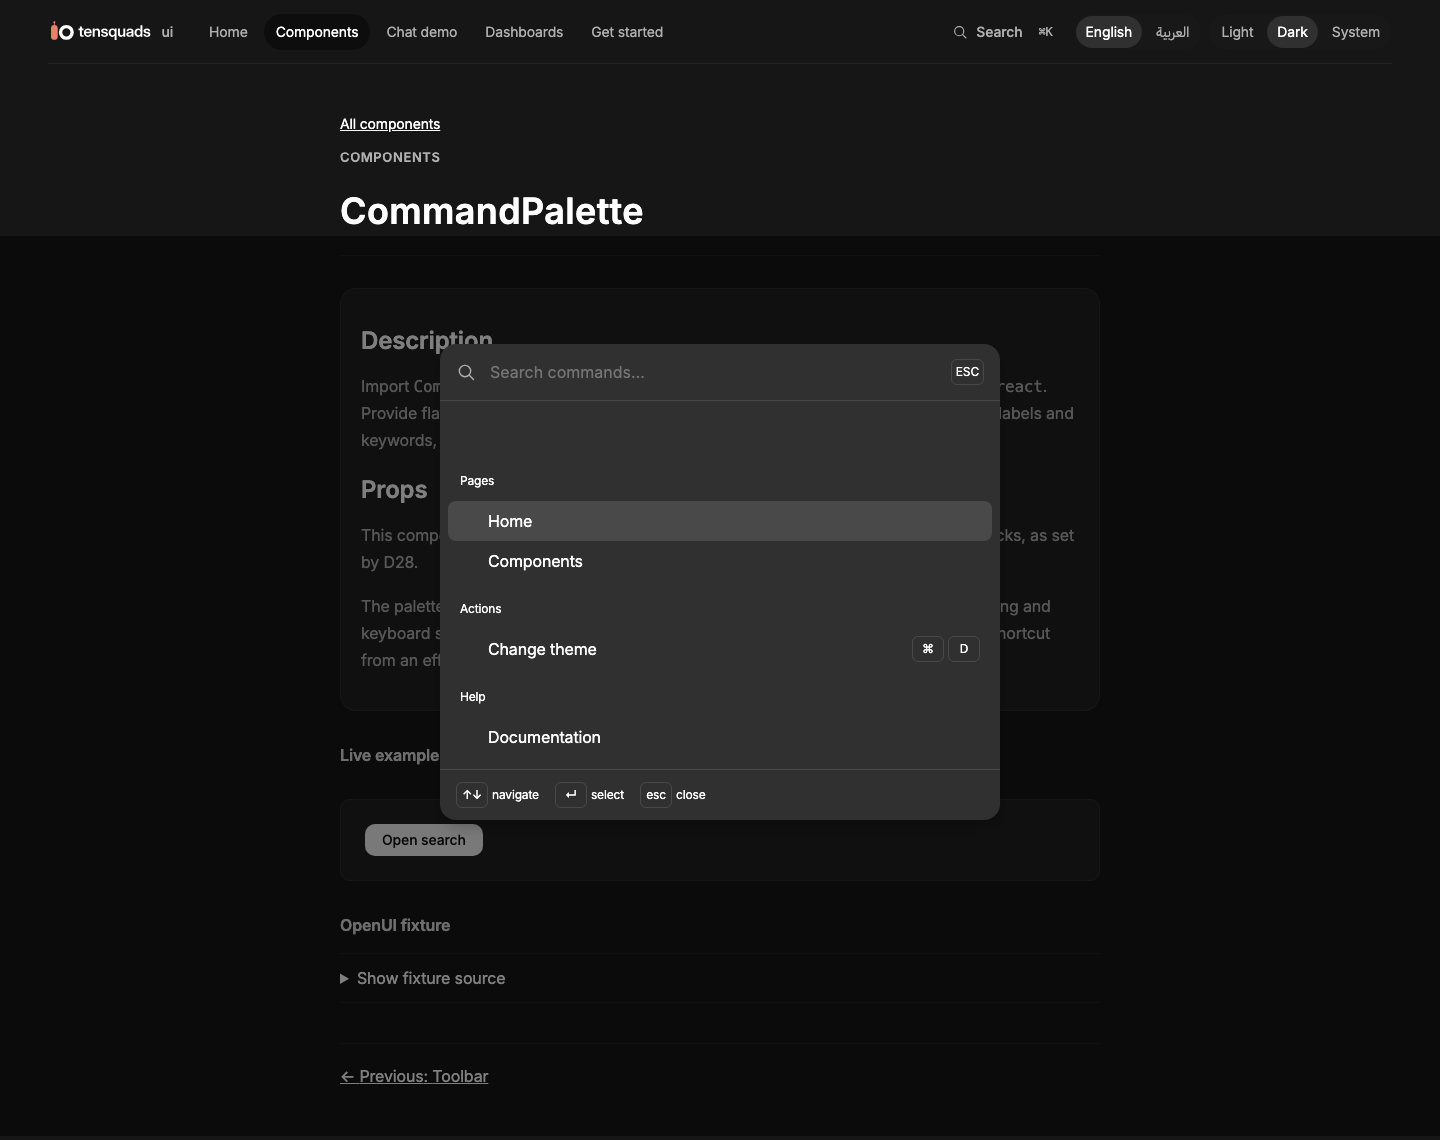 tensquads ui Home Components Chat demo Dashboards Get started Search ⌘K English العربية Light Dark System
All components
COMPONENTS
CommandPalette
Description
Import Com
react.
Provide fla
labels and
keywords,
Props
This comp
cks, as set
by D28.
The palette
ng and
keyboard s
hortcut
from an eff
Search commands... ESC
Pages
Home
Components
Actions
Change theme ⌘ D
Help
Documentation
↑↓ navigate ↵ select esc close
Live example
Open search
OpenUI fixture
▶ Show fixture source
← Previous: Toolbar